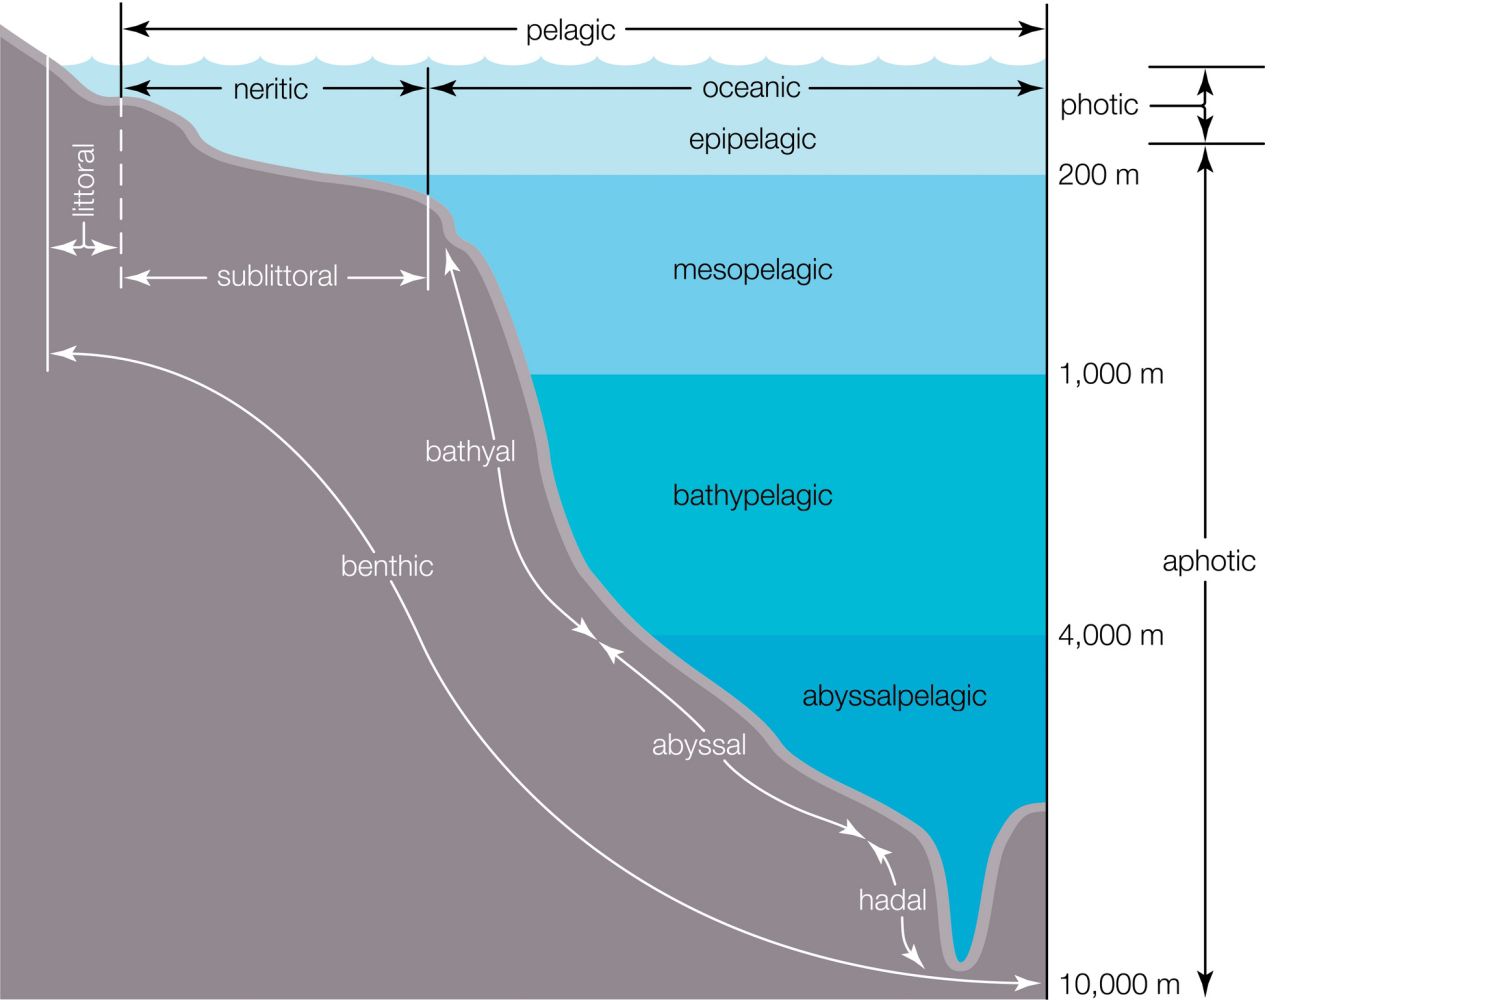 pelagic
neritic
oceanic
photic
epipelagic
200 m
littoral
sublittoral
mesopelagic
1,000 m
bathyal
bathypelagic
benthic
aphotic
4,000 m
abyssalpelagic
abyssal
hadal
10,000 m